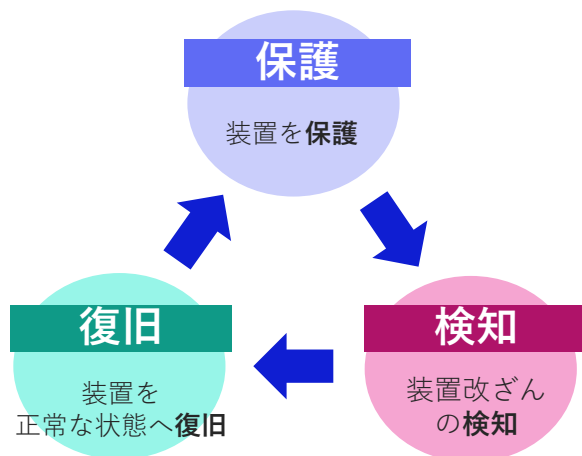 保護
装置を保護
復旧
装置を
正常な状態へ復旧
検知
装置改ざん
の検知